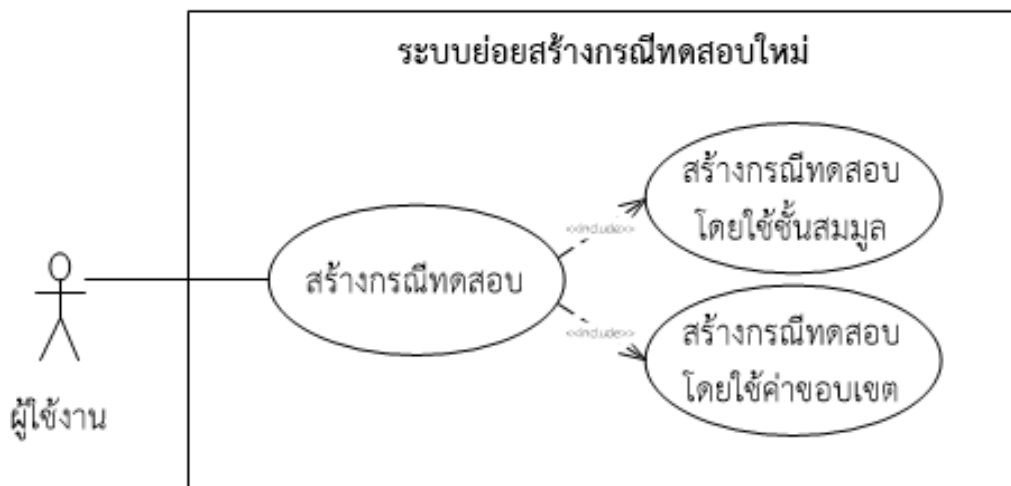 ระบบย่อยสร้างกรณีทดสอบใหม่
สร้างกรณีทดสอบ
โดยใช้ชั้นสมมูล
<<include>>
สร้างกรณีทดสอบ
<<include>>
สร้างกรณีทดสอบ
โดยใช้ค่าขอบเขต
ผู้ใช้งาน